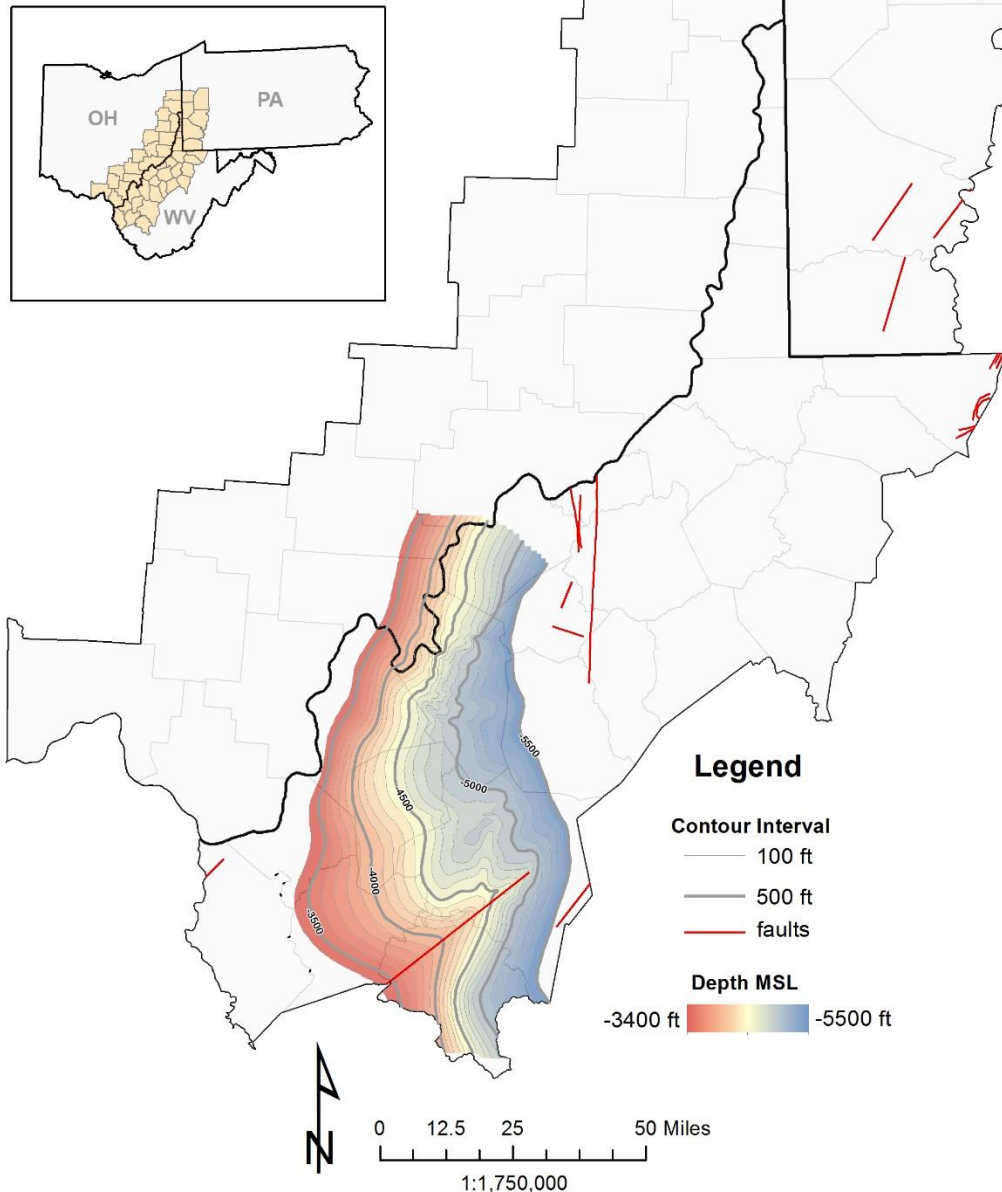 OH
PA
WV
-5500
-5000
-4500
-4000
-3500
Legend
Contour Interval
100 ft
500 ft
faults
Depth MSL
-3400 ft
-5500 ft
N
0 12.5 25 50 Miles
1:1,750,000